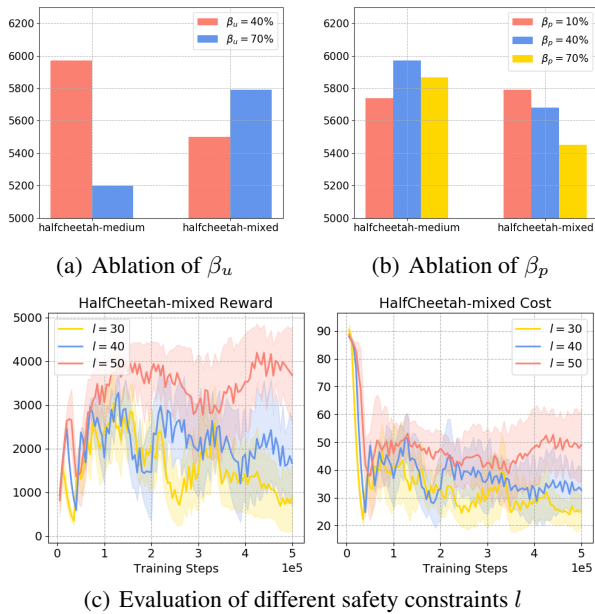 β_u = 40%
β_u = 70%
6200
6000
5800
5600
5400
5200
5000
halfcheetah-medium halfcheetah-mixed
(a) Ablation of β_u
β_p = 10%
β_p = 40%
β_p = 70%
6200
6000
5800
5600
5400
5200
5000
halfcheetah-medium halfcheetah-mixed
(b) Ablation of β_p
HalfCheetah-mixed Reward
l = 30
l = 40
l = 50
5000
4000
3000
2000
1000
0
0 1 2 3 4 5
Training Steps 1e5
HalfCheetah-mixed Cost
l = 30
l = 40
l = 50
90
80
70
60
50
40
30
20
0 1 2 3 4 5
Training Steps 1e5
(c) Evaluation of different safety constraints l